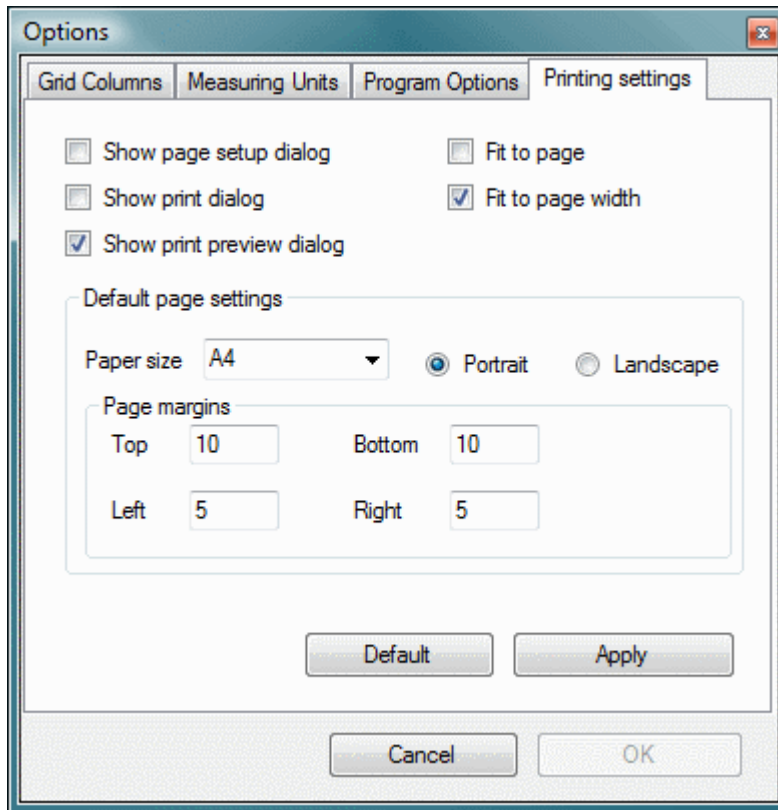 Options
Grid Columns Measuring Units Program Options Printing settings
Show page setup dialog Fit to page
Show print dialog Fit to page width
Show print preview dialog
Default page settings
Paper size A4 Portrait Landscape
Page margins
Top 10 Bottom 10
Left 5 Right 5
Default Apply
Cancel OK